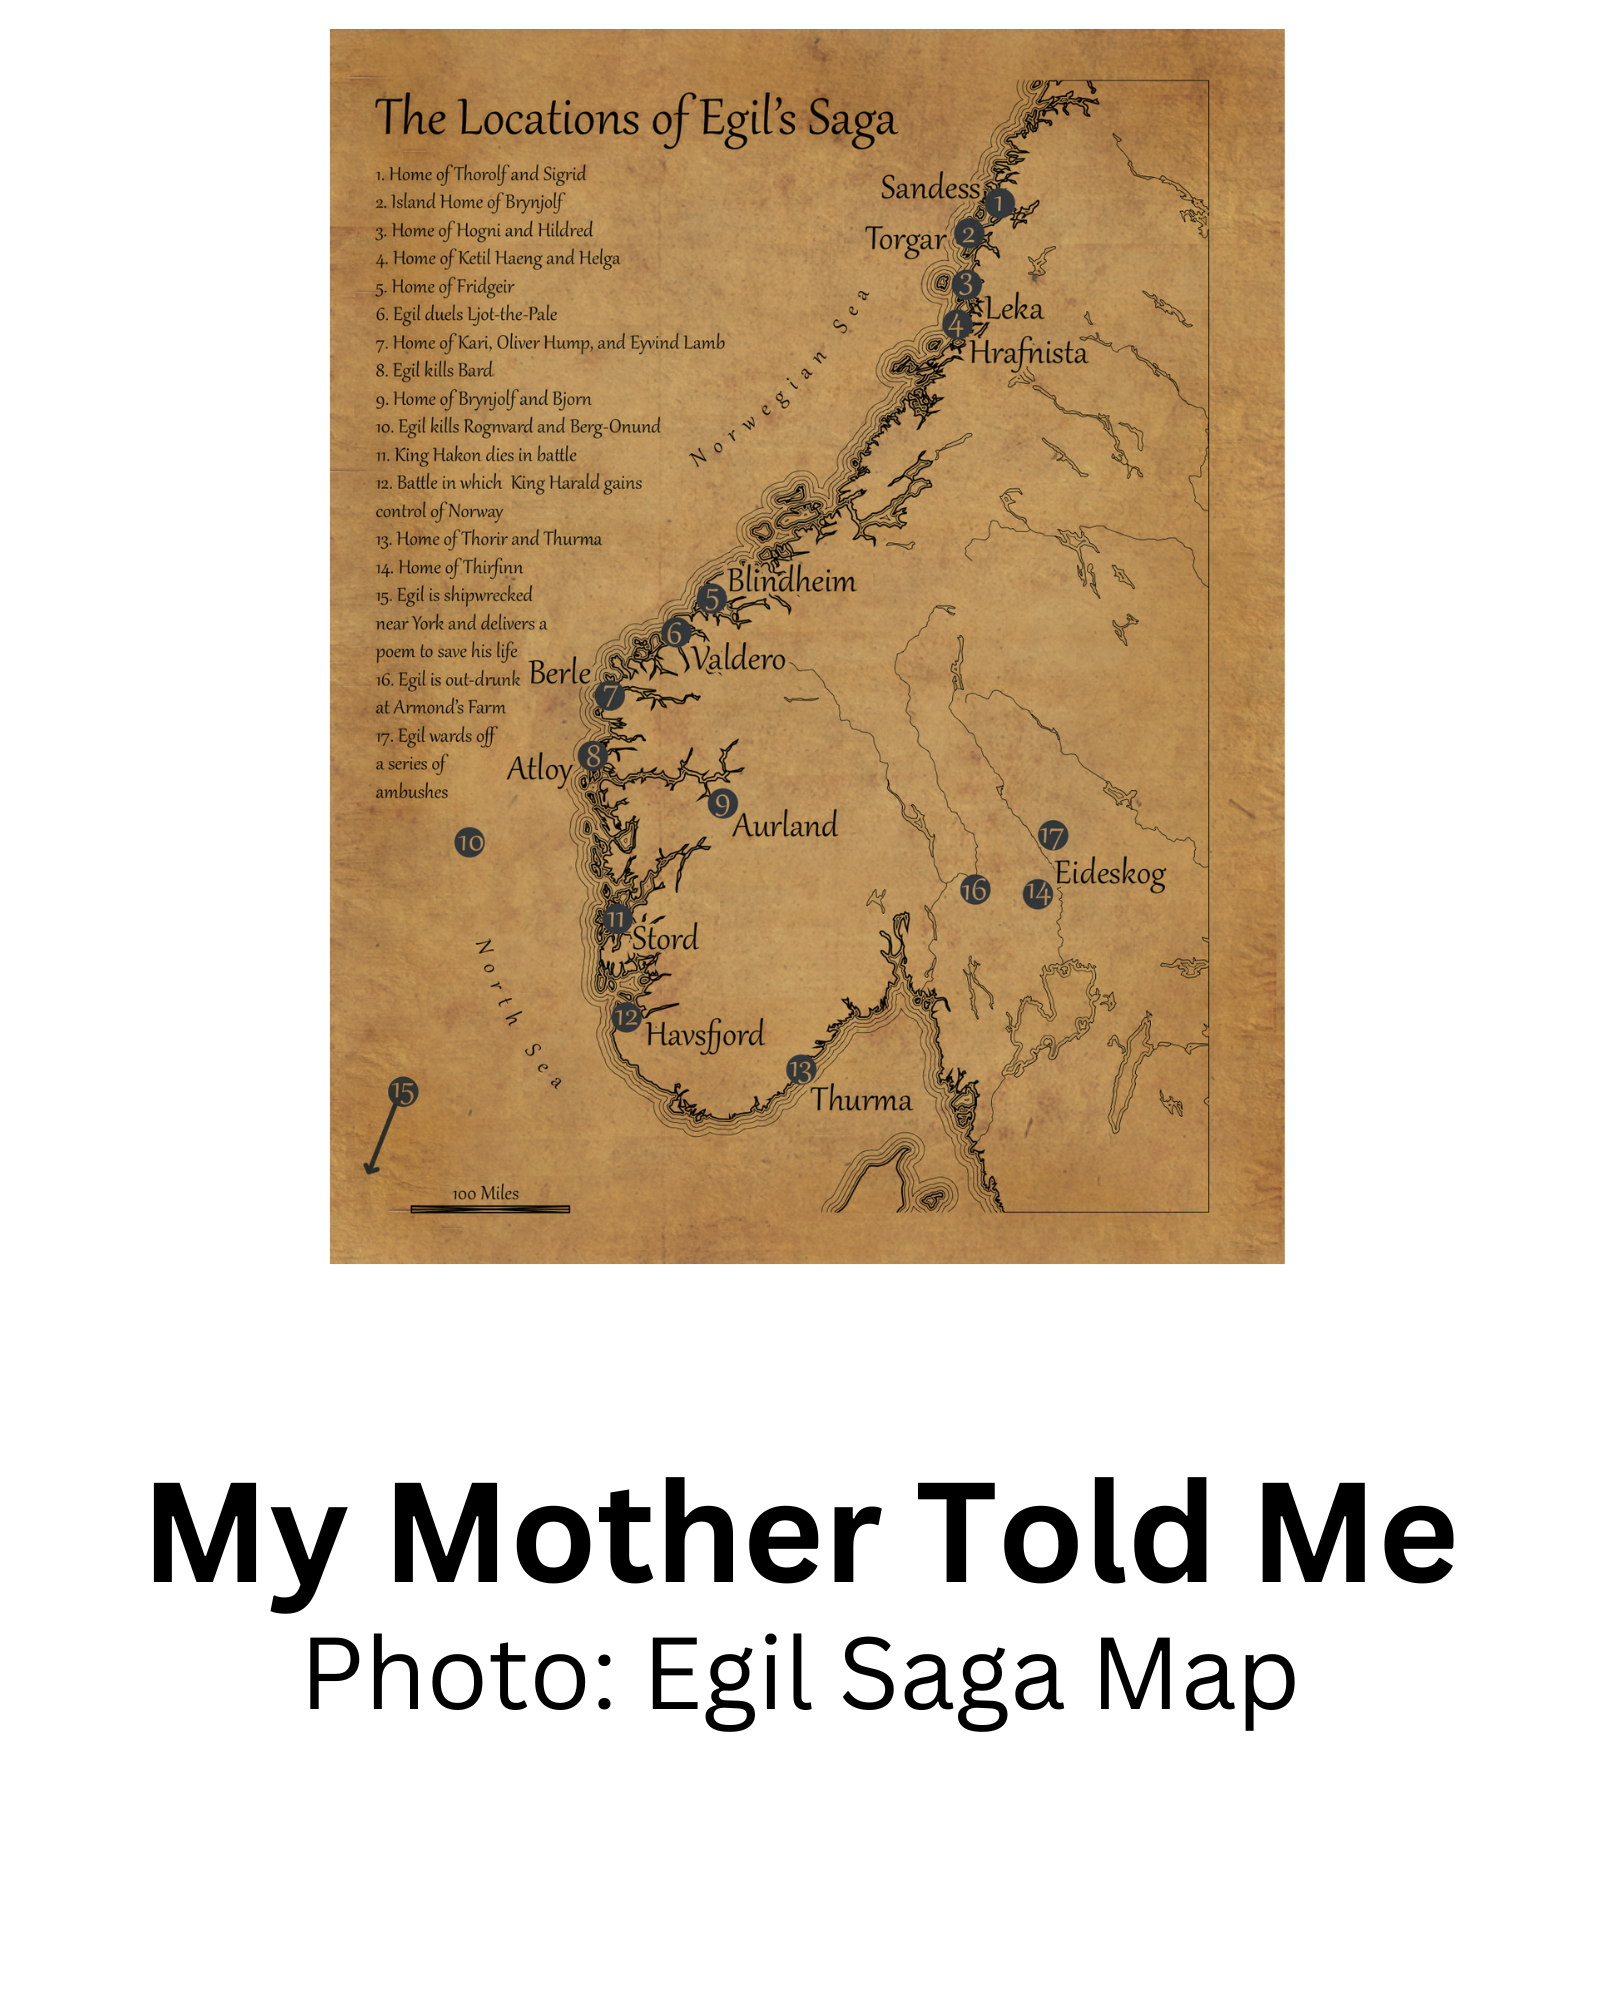 The Locations of Egil's Saga
1. Home of Thorolf and Sigrid
2. Island Home of Brynjolf
3. Home of Hogni and Hildred
4. Home of Ketil Haeng and Helga
5. Home of Fridgeir
6. Egil duels Ljot-the-Pale
7. Home of Kari, Oliver Hump, and Eyvind Lamb
8. Egil kills Bard
9. Home of Brynjolf and Bjorn
10. Egil kills Rognvard and Berg-Onund
11. King Hakon dies in battle
12. Battle in which King Harald gains
control of Norway
13. Home of Thorir and Thurma
14. Home of Thirfinn
15. Egil is shipwrecked
near York and delivers a
poem to save his life
16. Egil is out-drunk
at Armond's Farm
17. Egil wards off
a series of
ambushes
Sandess
1
Torgar
2
3
Leka
4
Hrafnista
Norwegian Sea
Blindheim
5
6
Valdero
Berle
7
Atloy
8
9
Aurland
10
17
Eideskog
16
14
11
Stord
North Sea
12
Havsfjord
13
Thurma
15
100 Miles
My Mother Told Me
Photo: Egil Saga Map